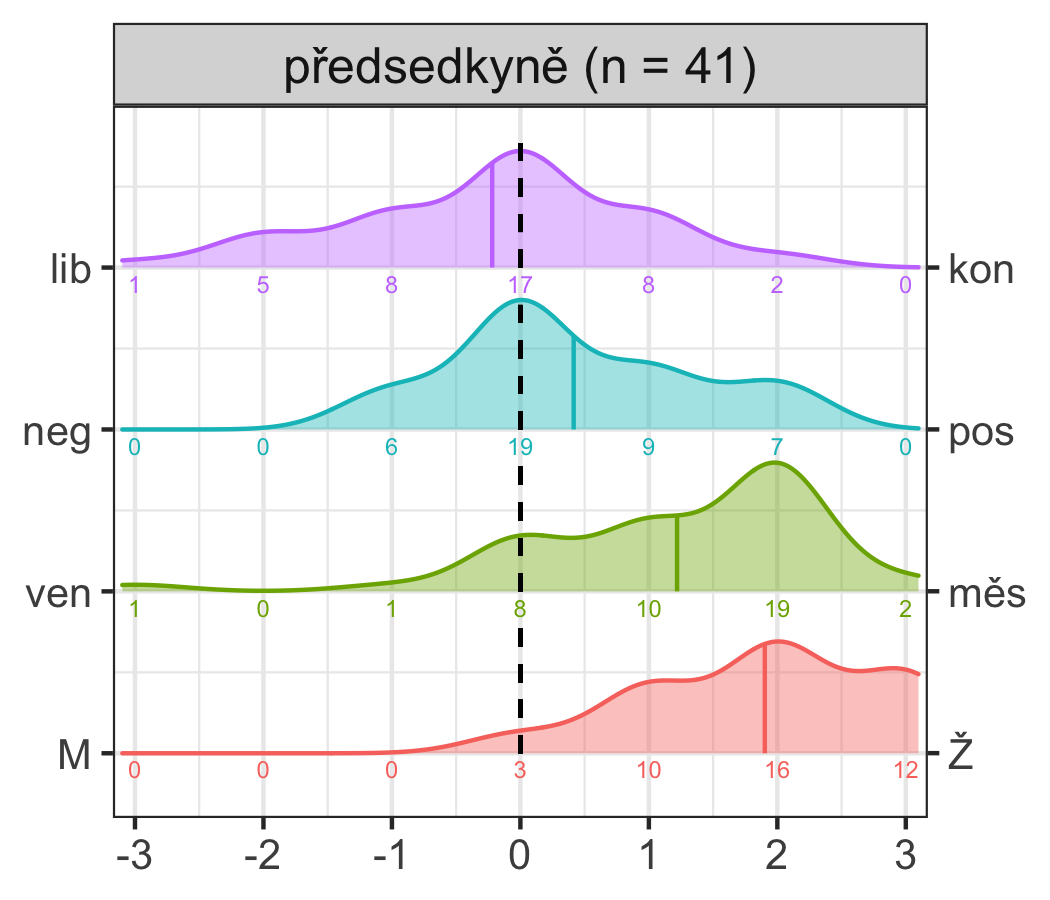 předsedkyně (n = 41)
lib kon
1 5 8 17 8 2 0
neg pos
0 0 6 19 9 7 0
ven měs
1 0 1 8 10 19 2
M Ž
0 0 0 3 10 16 12
-3 -2 -1 0 1 2 3